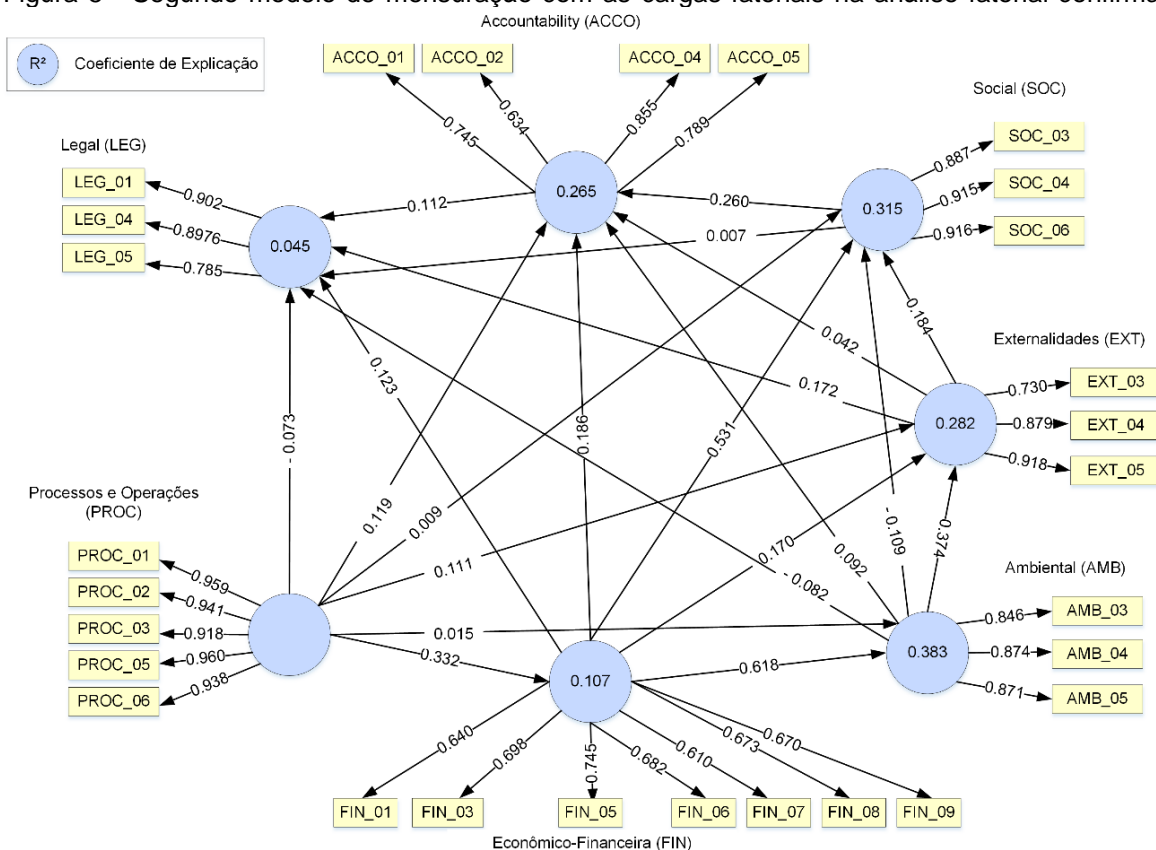 Figura 8 - Segundo modelo de mensuração com as cargas fatoriais na análise fatorial confirma
Accountability (ACCO)
R² Coeficiente de Explicação
ACCO_01 ACCO_02 ACCO_04 ACCO_05
0.745 0.634 0.855 0.789
Social (SOC)
SOC_03
SOC_04
SOC_06
0.887
0.915
0.916
Legal (LEG)
LEG_01
LEG_04
LEG_05
0.902
0.8976
0.785
0.045
0.265
0.315
0.112
0.260
0.007
0.184
0.042
0.172
Externalidades (EXT)
EXT_03
EXT_04
EXT_05
0.730
0.879
0.918
0.282
0.123
0.186
0.531
- 0.073
0.119
0.009
0.111
0.170
0.092
- 0.109
0.374
- 0.082
Processos e Operações
(PROC)
PROC_01
PROC_02
PROC_03
PROC_05
PROC_06
0.959
0.941
0.918
0.960
0.938
0.015
0.332
0.618
0.107
Ambiental (AMB)
AMB_03
AMB_04
AMB_05
0.846
0.874
0.871
0.383
0.640 0.698 0.745 0.682 0.610 0.673 0.670
FIN_01 FIN_03 FIN_05 FIN_06 FIN_07 FIN_08 FIN_09
Econômico-Financeira (FIN)